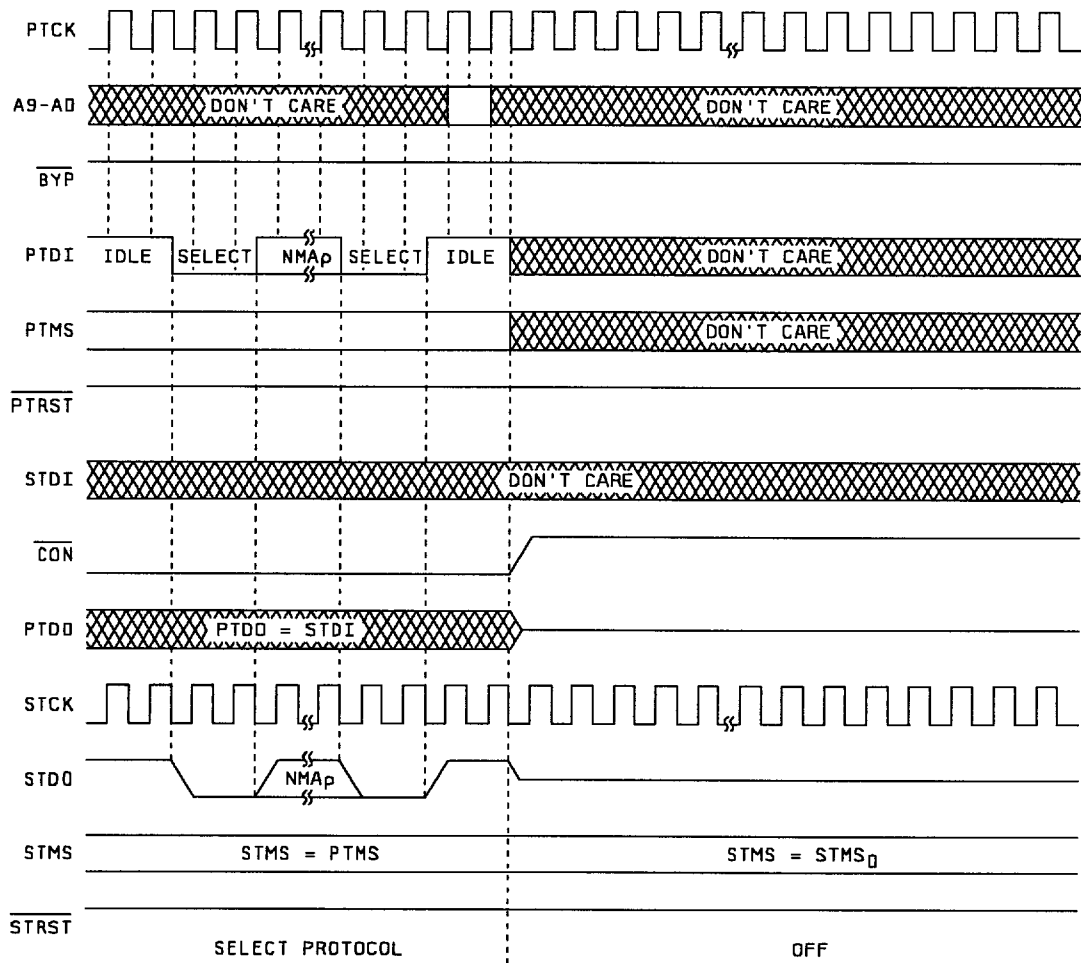 PTCK
A9-A0
DON'T CARE DON'T CARE
BYP
PTDI
IDLE SELECT NMAp SELECT IDLE DON'T CARE
PTMS
DON'T CARE
PTRST
STDI
DON'T CARE
CON
PTDO
PTDO = STDI
STCK
STDO
NMAp
STMS
STMS = PTMS STMS = STMS0
STRST
SELECT PROTOCOL OFF